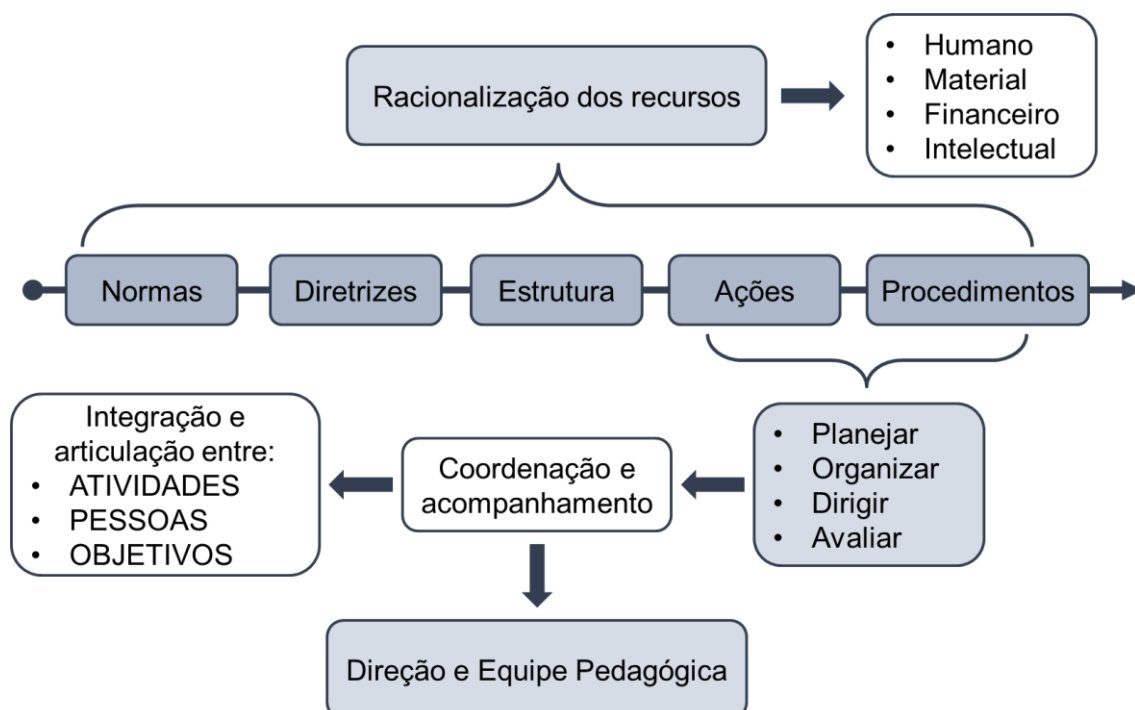 Racionalização dos recursos
• Humano
• Material
• Financeiro
• Intelectual
Normas
Diretrizes
Estrutura
Ações
Procedimentos
Integração e
articulação entre:
• ATIVIDADES
• PESSOAS
• OBJETIVOS
Coordenação e
acompanhamento
• Planejar
• Organizar
• Dirigir
• Avaliar
Direção e Equipe Pedagógica